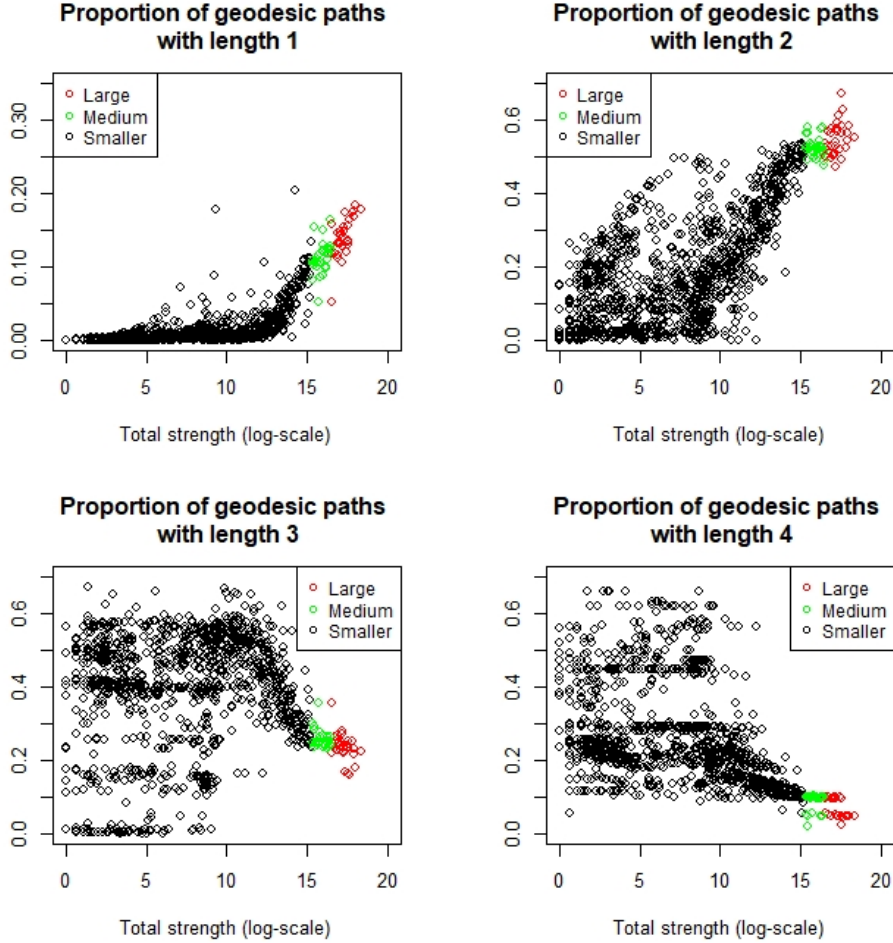 Proportion of geodesic paths
with length 1
Large
Medium
Smaller
0.30
0.20
0.10
0.00
0 5 10 15 20
Total strength (log-scale)
Proportion of geodesic paths
with length 2
Large
Medium
Smaller
0.6
0.4
0.2
0.0
0 5 10 15 20
Total strength (log-scale)
Proportion of geodesic paths
with length 3
Large
Medium
Smaller
0.6
0.4
0.2
0.0
0 5 10 15 20
Total strength (log-scale)
Proportion of geodesic paths
with length 4
Large
Medium
Smaller
0.6
0.4
0.2
0.0
0 5 10 15 20
Total strength (log-scale)